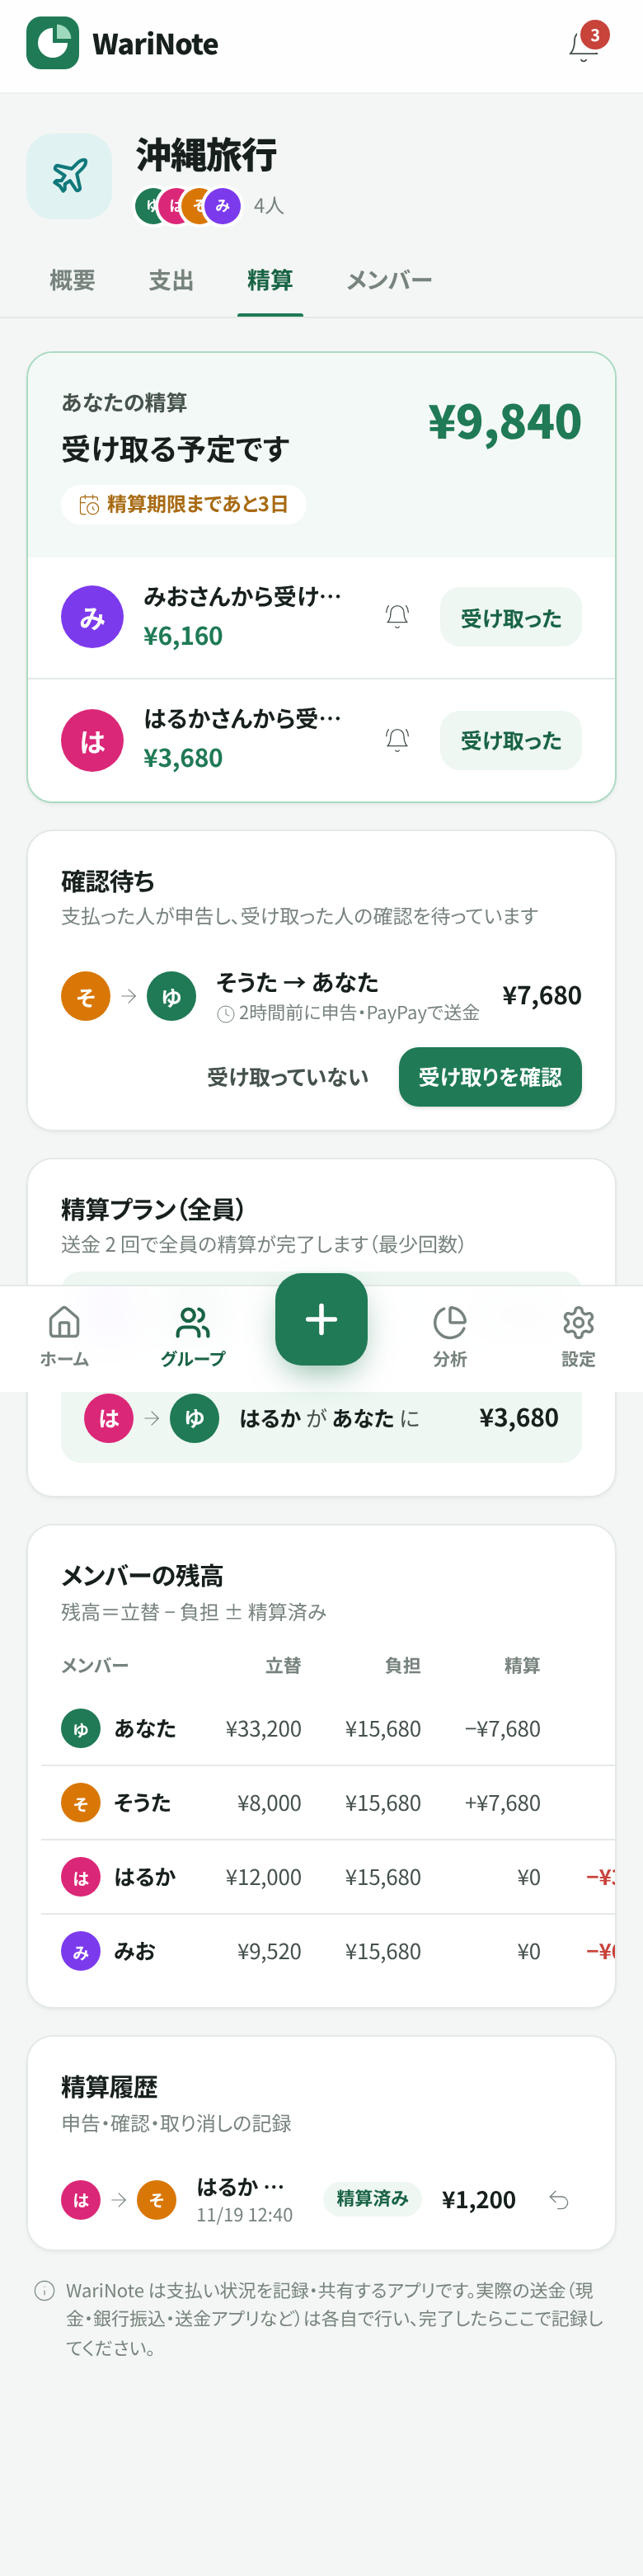 WariNote
3
沖縄旅行
ゆ は そ み 4人
概要 支出 精算 メンバー
あなたの精算
受け取る予定です
¥9,840
精算期限まであと3日
み
みおさんから受け…
¥6,160
受け取った
は
はるかさんから受…
¥3,680
受け取った
確認待ち
支払った人が申告し、受け取った人の確認を待っています
そ → ゆ
そうた → あなた
2時間前に申告・PayPayで送金
¥7,680
受け取っていない 受け取りを確認
精算プラン（全員）
送金 2 回で全員の精算が完了します（最少回数）
ホーム グループ + 分析 設定
は → ゆ はるか が あなた に ¥3,680
メンバーの残高
残高＝立替 − 負担 ± 精算済み
メンバー 立替 負担 精算
ゆ あなた ¥33,200 ¥15,680 −¥7,680
そ そうた ¥8,000 ¥15,680 +¥7,680
は はるか ¥12,000 ¥15,680 ¥0
み みお ¥9,520 ¥15,680 ¥0
精算履歴
申告・確認・取り消しの記録
は → そ
はるか …
11/19 12:40
精算済み ¥1,200
WariNote は支払い状況を記録・共有するアプリです。実際の送金（現
金・銀行振込・送金アプリなど）は各自で行い、完了したらここで記録し
てください。